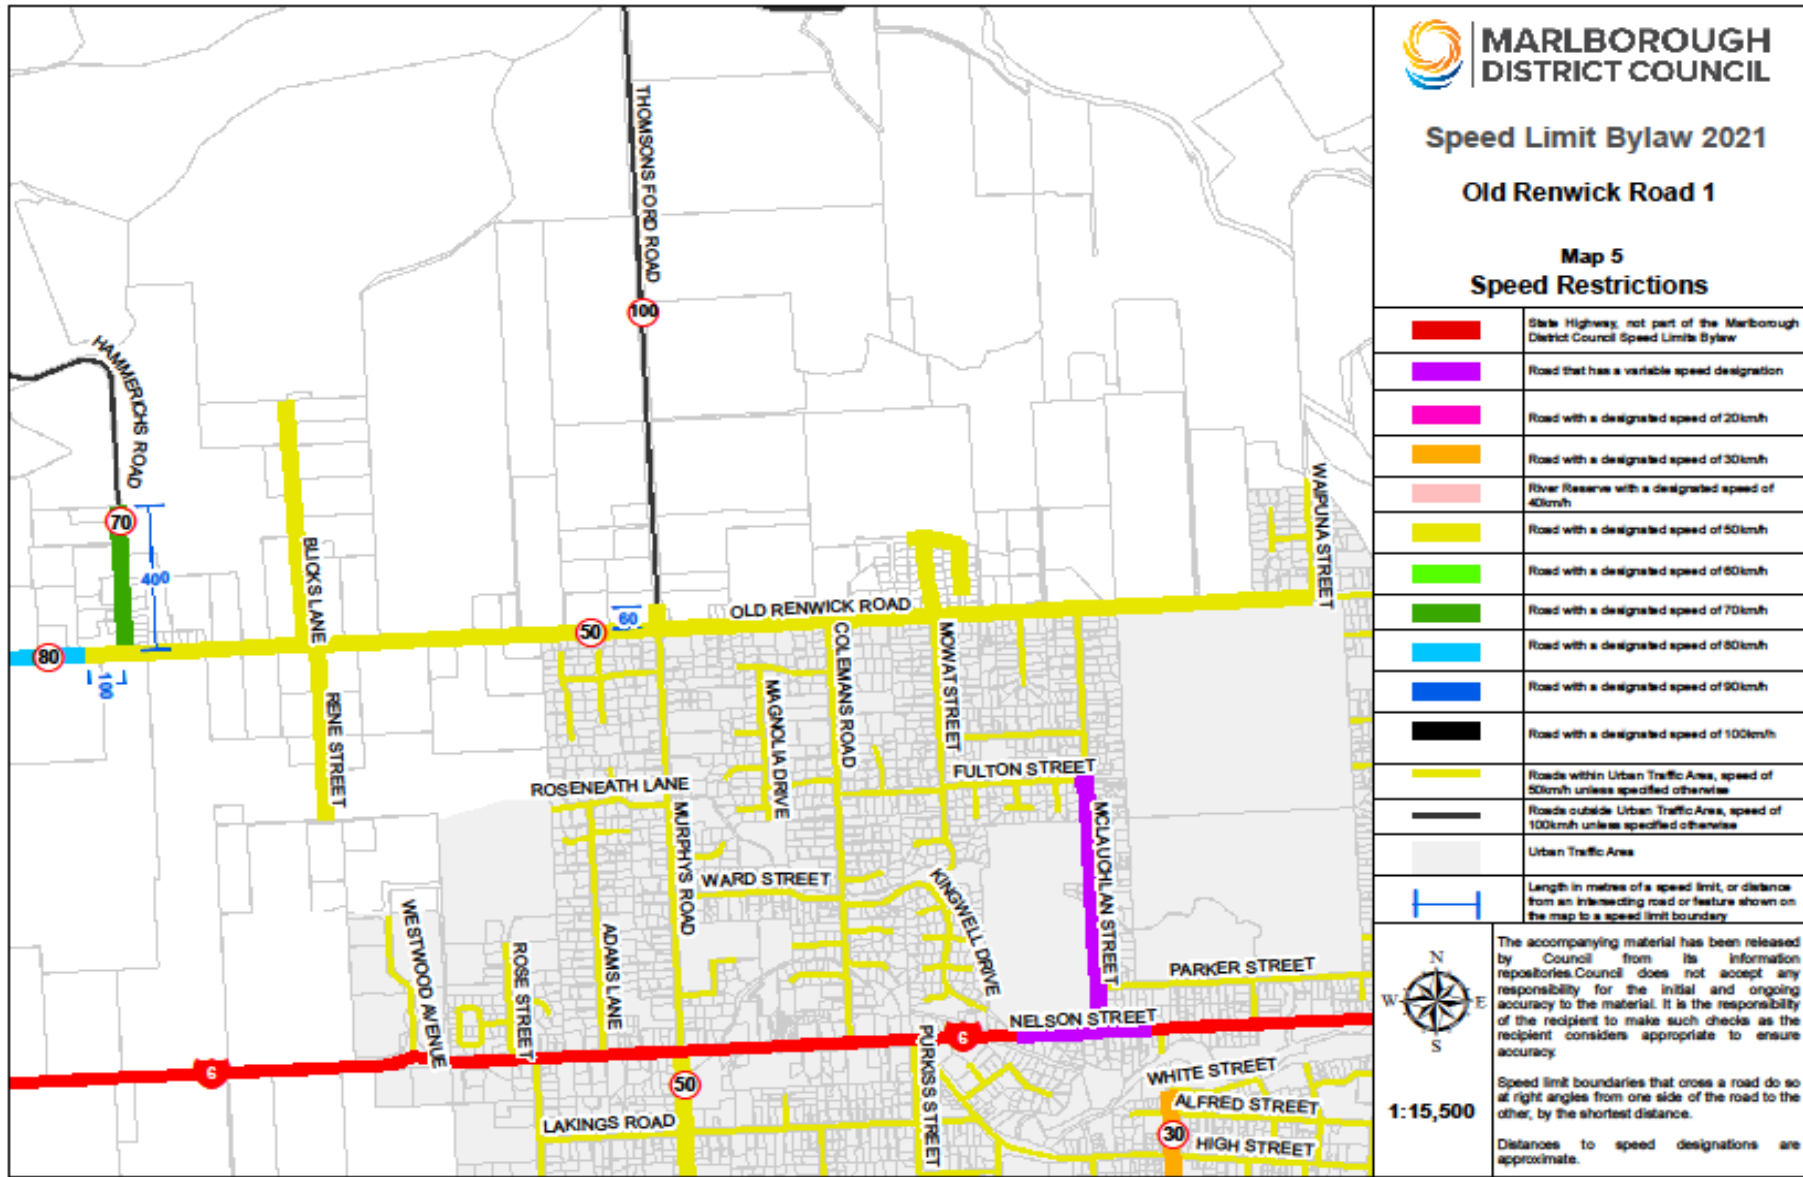 MARLBOROUGH
DISTRICT COUNCIL
Speed Limit Bylaw 2021
Old Renwick Road 1
Map 5
Speed Restrictions
State Highway, not part of the Marlborough
District Council Speed Limits Bylaw
Road that has a variable speed designation
Road with a designated speed of 20km/h
Road with a designated speed of 30km/h
River Reserve with a designated speed of
40km/h
Road with a designated speed of 50km/h
Road with a designated speed of 60km/h
Road with a designated speed of 70km/h
Road with a designated speed of 80km/h
Road with a designated speed of 90km/h
Road with a designated speed of 100km/h
Roads within Urban Traffic Area, speed of
50km/h unless specified otherwise
Roads outside Urban Traffic Area, speed of
100km/h unless specified otherwise
Urban Traffic Area
Length in metres of a speed limit, or distance
from an intersecting road or feature shown on
the map to a speed limit boundary
N
W
E
S
1:15,500
The accompanying material has been released
by Council from its information
repositories.Council does not accept any
responsibility for the initial and ongoing
accuracy to the material. It is the responsibility
of the recipient to make such checks as the
recipient considers appropriate to ensure
accuracy.
Speed limit boundaries that cross a road do so
at right angles from one side of the road to the
other, by the shortest distance.
Distances to speed designations are
approximate.
THOMSONS FORD ROAD
100
HAMMERICHS ROAD
70
400
BLICKS LANE
WAIPUNA STREET
OLD RENWICK ROAD
60
50
80
100
RENE STREET
MAGNOLIA DRIVE
COLEMANS ROAD
MOWAT STREET
FULTON STREET
ROSENEATH LANE
MURPHYS ROAD
MCLAUCHLAN STREET
WARD STREET
KINGWELL DRIVE
WESTWOOD AVENUE
ROSE STREET
ADAMS LANE
PARKER STREET
NELSON STREET
6
6
PURKISS STREET
50
WHITE STREET
ALFRED STREET
LAKINGS ROAD
30
HIGH STREET